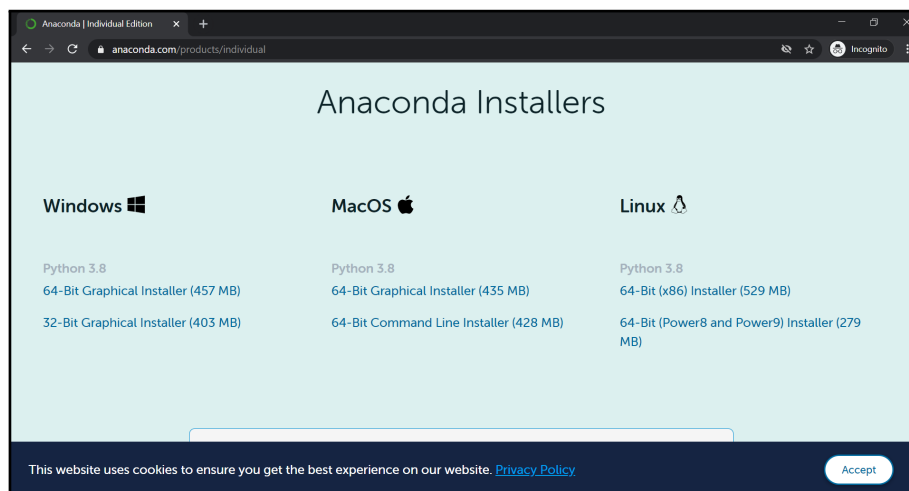 Anaconda | Individual Edition
anaconda.com/products/individual
Incognito
Anaconda Installers
Windows
MacOS
Linux
Python 3.8
Python 3.8
Python 3.8
64-Bit Graphical Installer (457 MB)
64-Bit Graphical Installer (435 MB)
64-Bit (x86) Installer (529 MB)
32-Bit Graphical Installer (403 MB)
64-Bit Command Line Installer (428 MB)
64-Bit (Power8 and Power9) Installer (279
MB)
This website uses cookies to ensure you get the best experience on our website. Privacy Policy
Accept